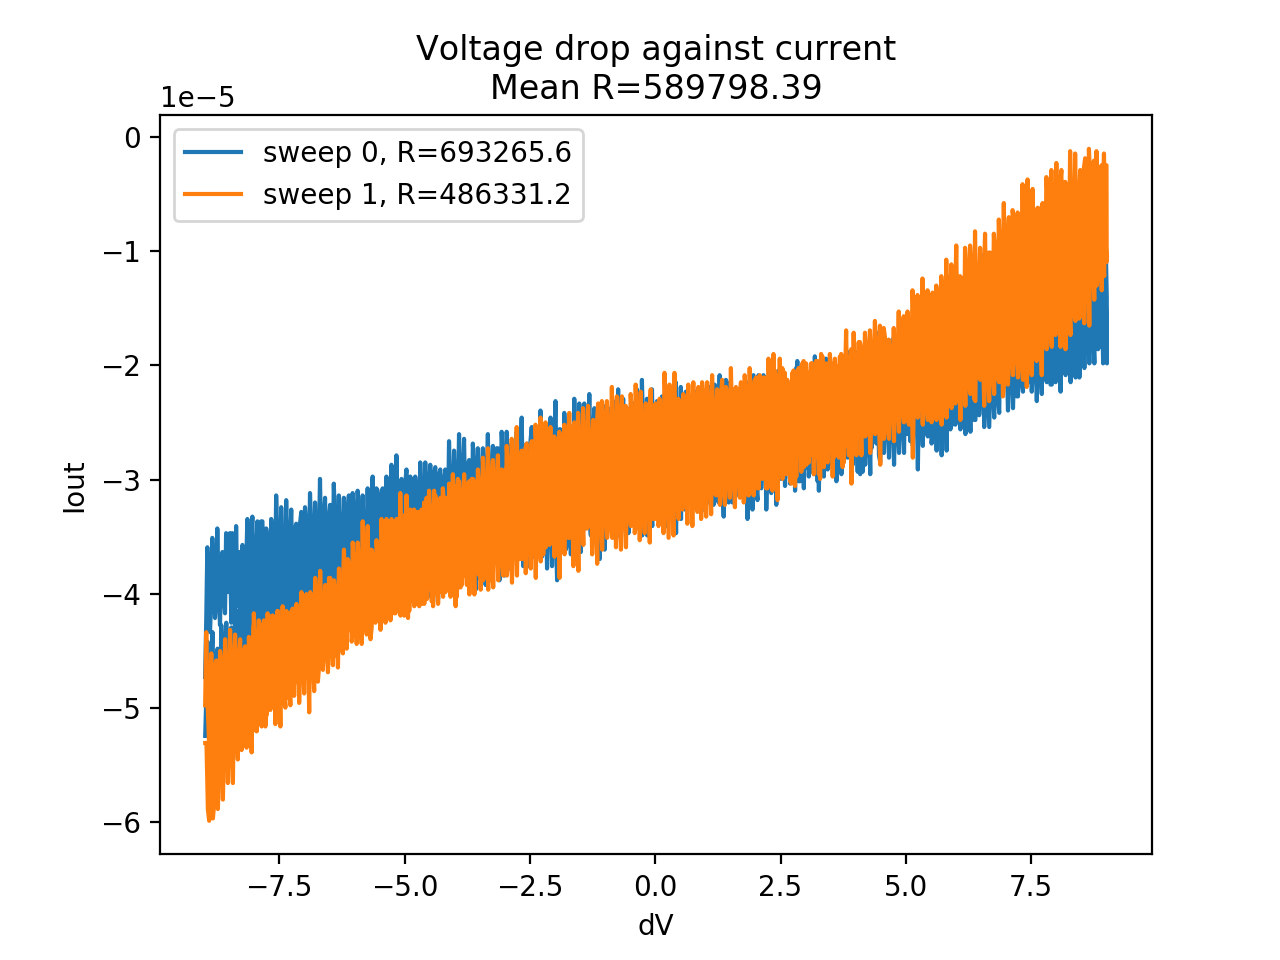 Voltage drop against current
Mean R=589798.39
1e−5
sweep 0, R=693265.6
sweep 1, R=486331.2
0
−1
−2
−3
−4
−5
−6
Iout
−7.5 −5.0 −2.5 0.0 2.5 5.0 7.5
dV